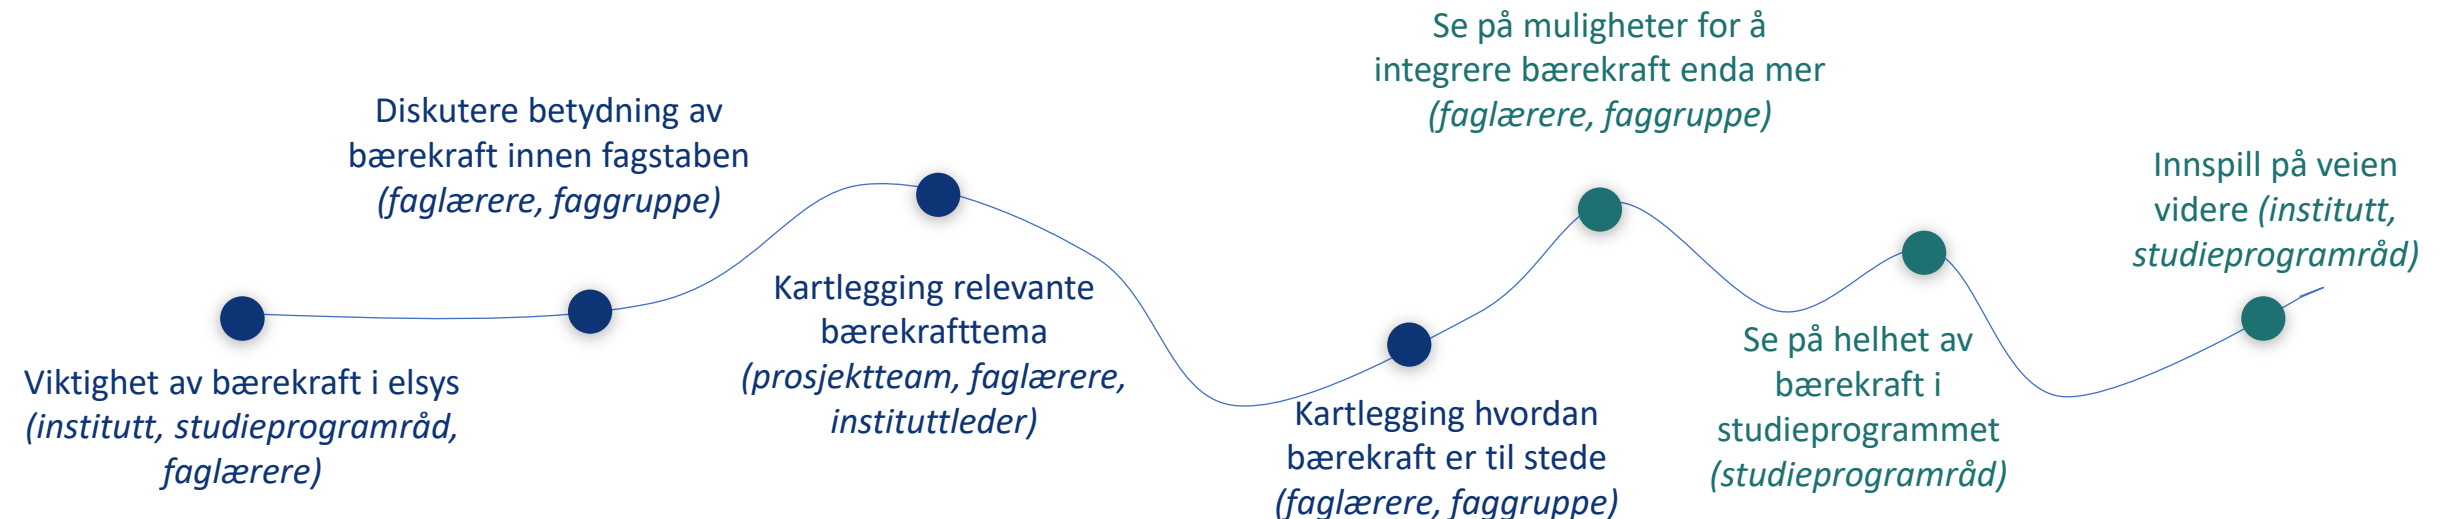 Viktighet av bærekraft i elsys
(institutt, studieprogramråd,
faglærere)
Diskutere betydning av
bærekraft innen fagstaben
(faglærere, faggruppe)
Kartlegging relevante
bærekrafttema
(prosjektteam, faglærere,
instituttleder)
Kartlegging hvordan
bærekraft er til stede
(faglærere, faggruppe)
Se på muligheter for å
integrere bærekraft enda mer
(faglærere, faggruppe)
Se på helhet av
bærekraft i
studieprogrammet
(studieprogramråd)
Innspill på veien
videre (institutt,
studieprogramråd)